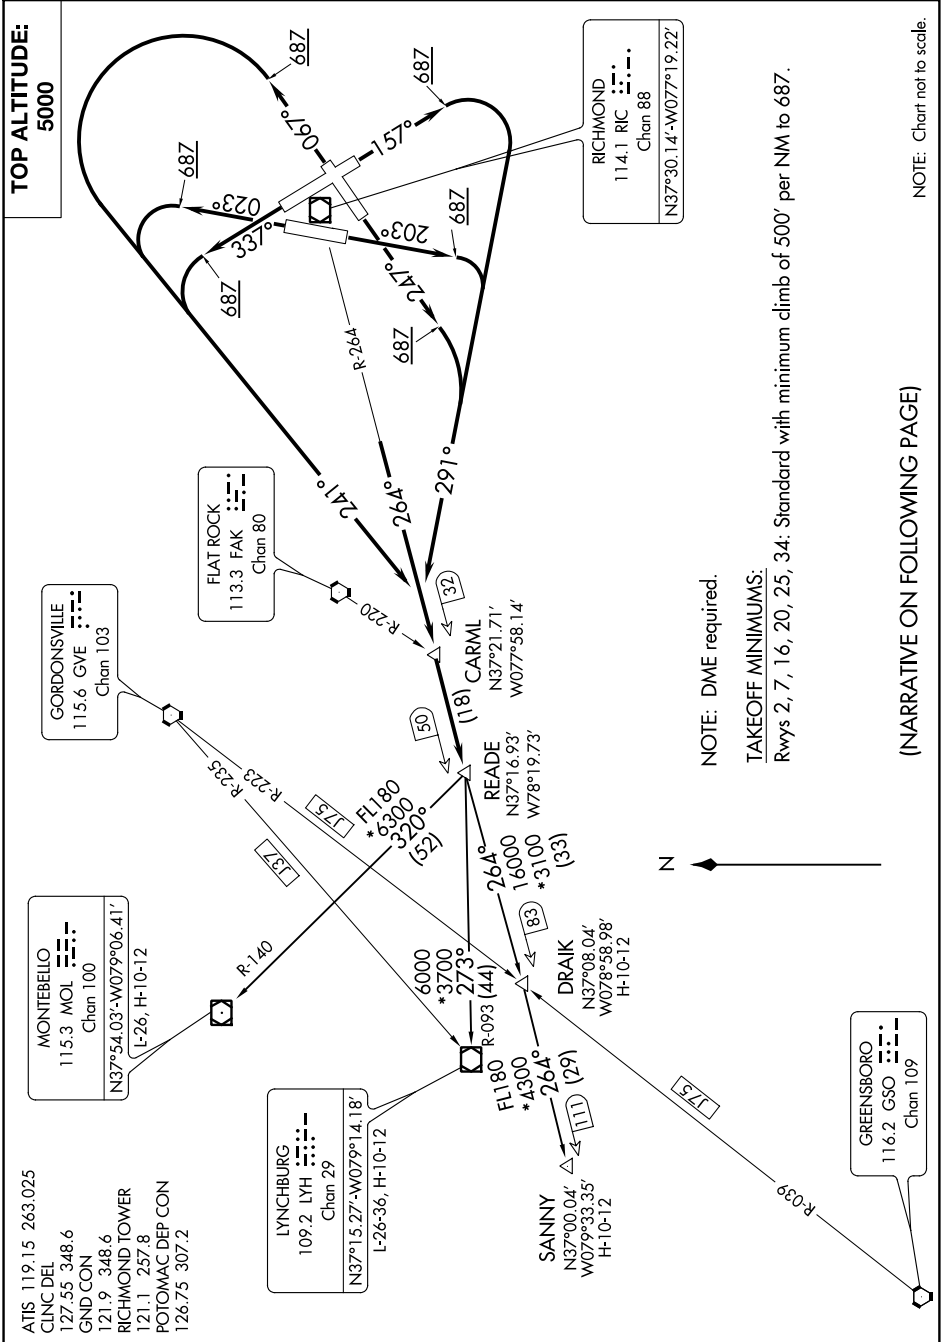 ATIS 119.15 263.025
CLNC DEL
127.55 348.6
GND CON
121.9 348.6
RICHMOND TOWER
121.1 257.8
POTOMAC DEP CON
126.75 307.2
TOP ALTITUDE:
5000
MONTEBELLO
115.3 MOL
Chan 100
N37°54.03'-W079°06.41'
L-26, H-10-12
GORDONSVILLE
115.6 GVE
Chan 103
FLAT ROCK
113.3 FAK
Chan 80
LYNCHBURG
109.2 LYH
Chan 29
N37°15.27'-W079°14.18'
L-26-36, H-10-12
RICHMOND
114.1 RIC
Chan 88
N37°30.14'-W077°19.22'
GREENSBORO
116.2 GSO
Chan 109
687
067°
687
157°
687
023°
337°
687
203°
687
247°
687
R-264
241°
264°
291°
R-220
32
CARML
N37°21.71'
W077°58.14'
(18)
50
READE
N37°16.93'
W78°19.73'
R-235
R-223
J37
J75
FL180
*6300
320°
(52)
R-140
6000
*3700
273°
R-093 (44)
264°
16000
*3100
(33)
83
DRAIK
N37°08.04'
W078°58.98'
H-10-12
FL180
*4300
264°
(29)
111
SANNY
N37°00.04'
W079°33.35'
H-10-12
J75
R-039
N
NOTE: DME required.
TAKEOFF MINIMUMS:
Rwys 2, 7, 16, 20, 25, 34: Standard with minimum climb of 500' per NM to 687.
(NARRATIVE ON FOLLOWING PAGE)
NOTE: Chart not to scale.